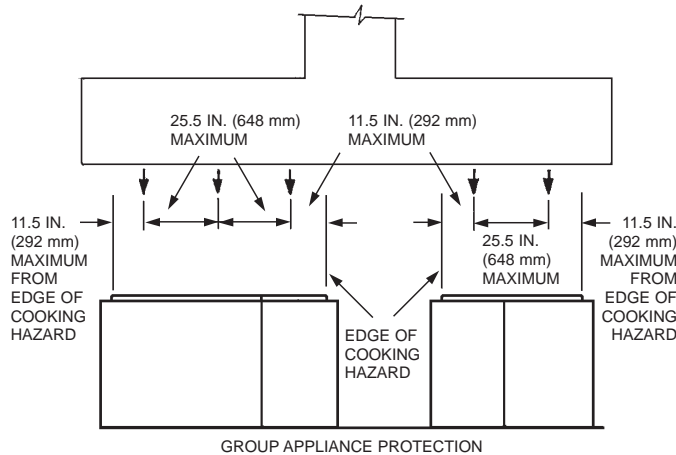 25.5 IN. (648 mm)
MAXIMUM
11.5 IN. (292 mm)
MAXIMUM
11.5 IN.
(292 mm)
MAXIMUM
FROM
EDGE OF
COOKING
HAZARD
25.5 IN.
(648 mm)
MAXIMUM
11.5 IN.
(292 mm)
MAXIMUM
FROM
EDGE OF
COOKING
HAZARD
EDGE OF
COOKING
HAZARD
GROUP APPLIANCE PROTECTION